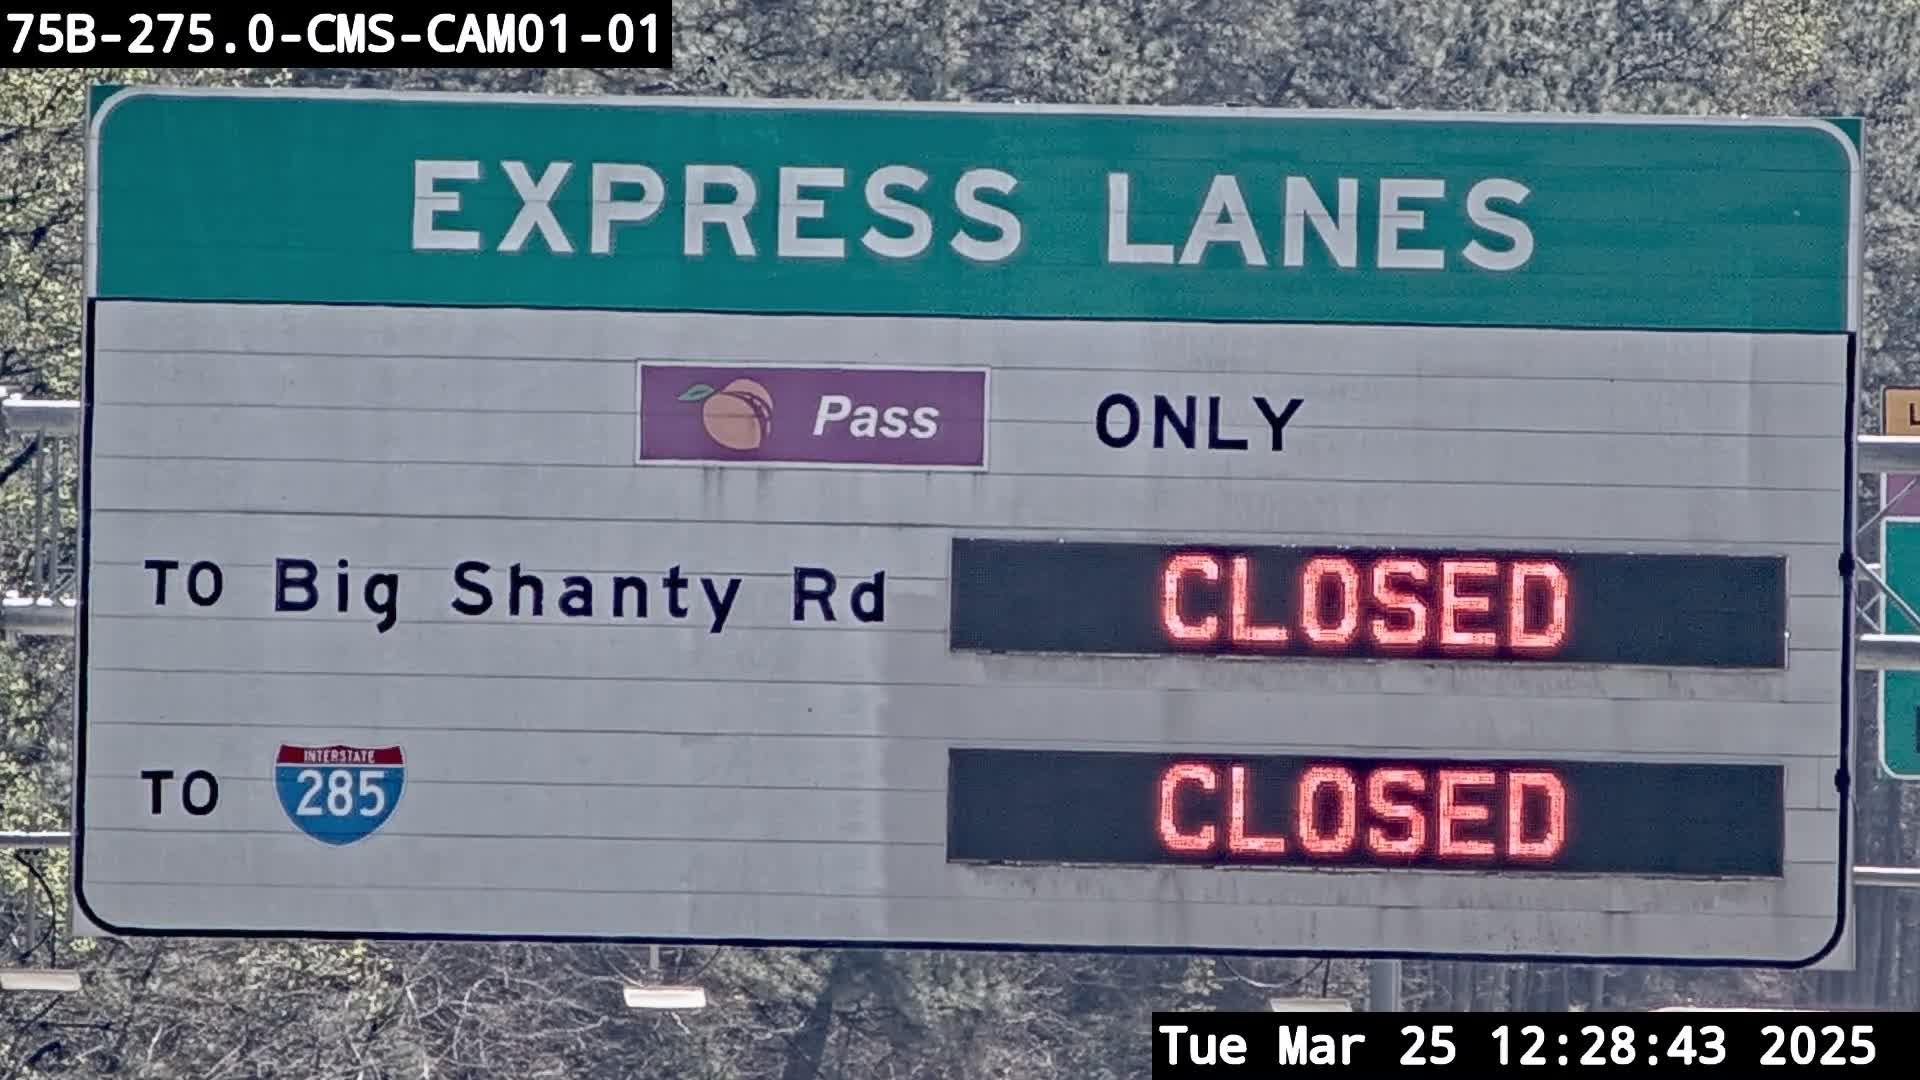 75B-275.0-CMS-CAM01-01
EXPRESS LANES
Pass ONLY
TO Big Shanty Rd CLOSED
TO INTERSTATE 285 CLOSED
Tue Mar 25 12:28:43 2025